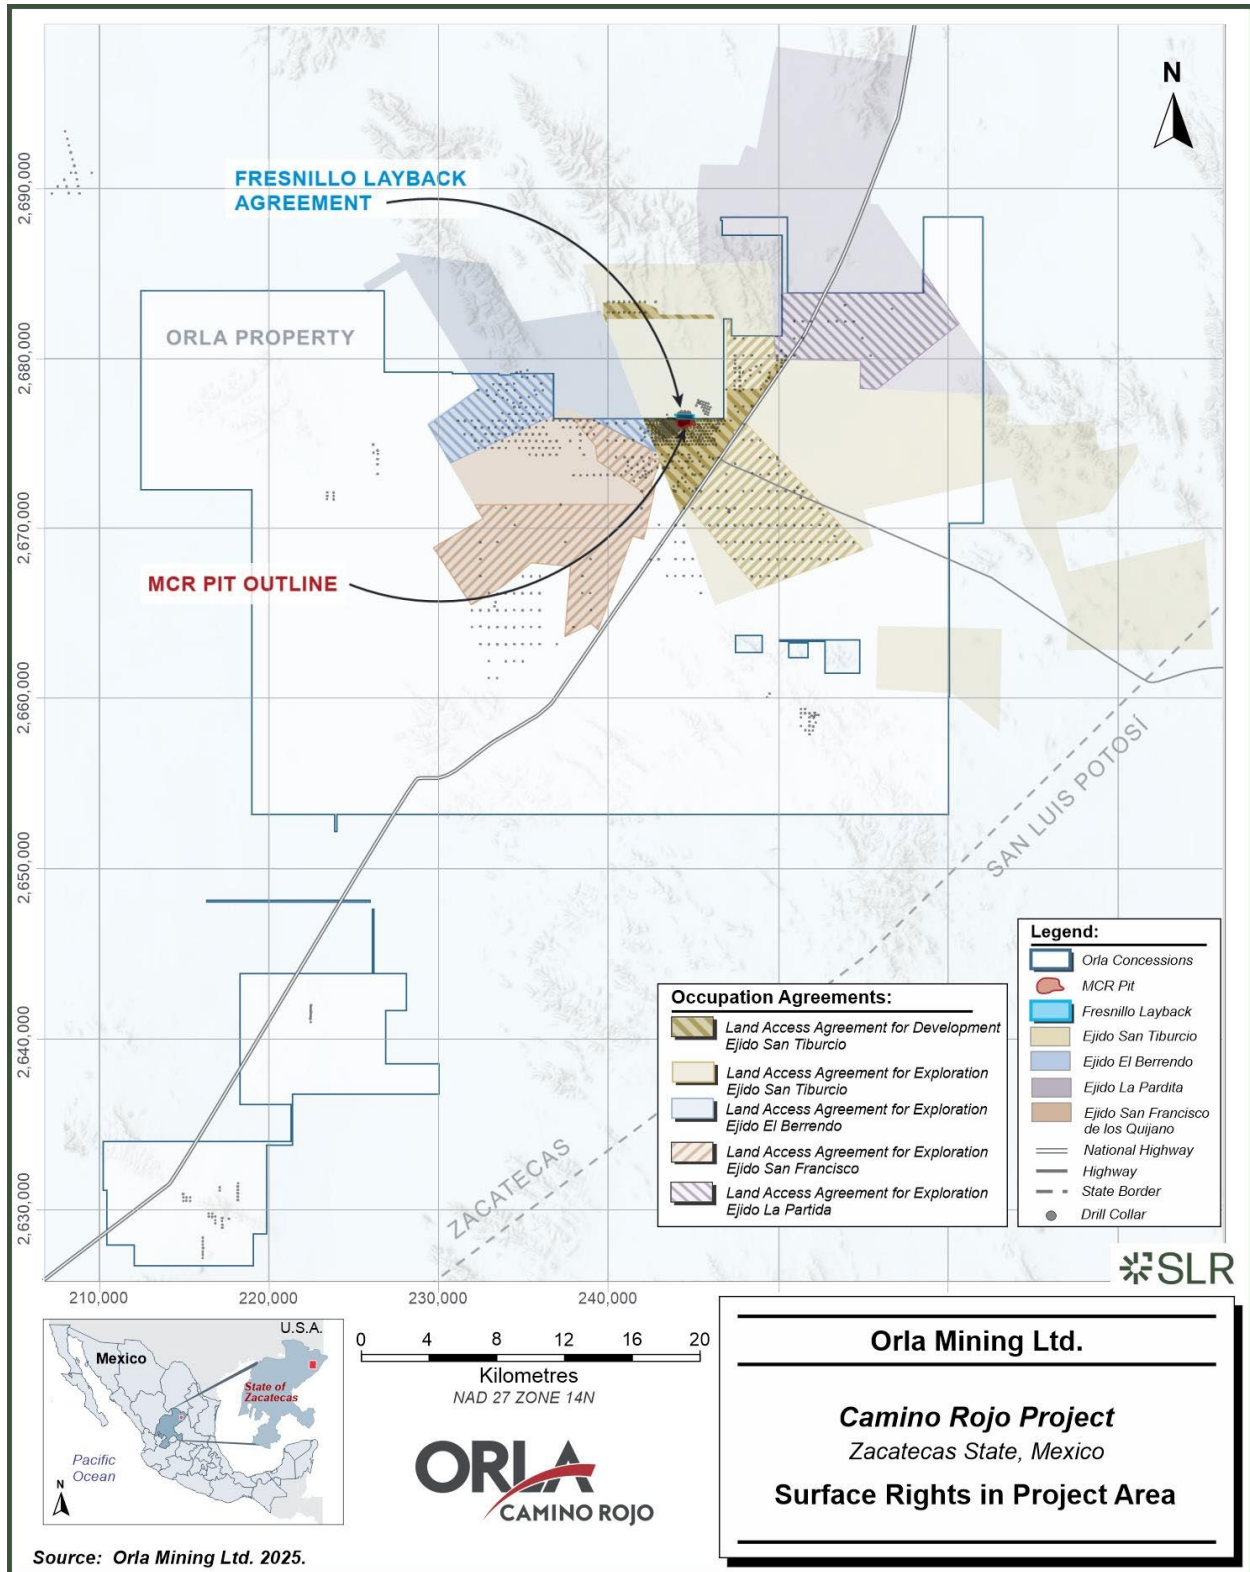 N
FRESNILLO LAYBACK
AGREEMENT
ORLA PROPERTY
MCR PIT OUTLINE
2,690,000
2,680,000
2,670,000
2,660,000
2,650,000
2,640,000
2,630,000
SAN LUIS POTOSÍ
ZACATECAS
Occupation Agreements:
Land Access Agreement for Development
Ejido San Tiburcio
Land Access Agreement for Exploration
Ejido San Tiburcio
Land Access Agreement for Exploration
Ejido El Berrendo
Land Access Agreement for Exploration
Ejido San Francisco
Land Access Agreement for Exploration
Ejido La Partida
Legend:
Orla Concessions
MCR Pit
Fresnillo Layback
Ejido San Tiburcio
Ejido El Berrendo
Ejido La Pardita
Ejido San Francisco
de los Quijano
National Highway
Highway
State Border
Drill Collar
SLR
210,000
220,000
230,000
240,000
U.S.A.
Mexico
State of
Zacatecas
Pacific
Ocean
N
0 4 8 12 16 20
Kilometres
NAD 27 ZONE 14N
ORLA
CAMINO ROJO
Orla Mining Ltd.
Camino Rojo Project
Zacatecas State, Mexico
Surface Rights in Project Area
Source: Orla Mining Ltd. 2025.